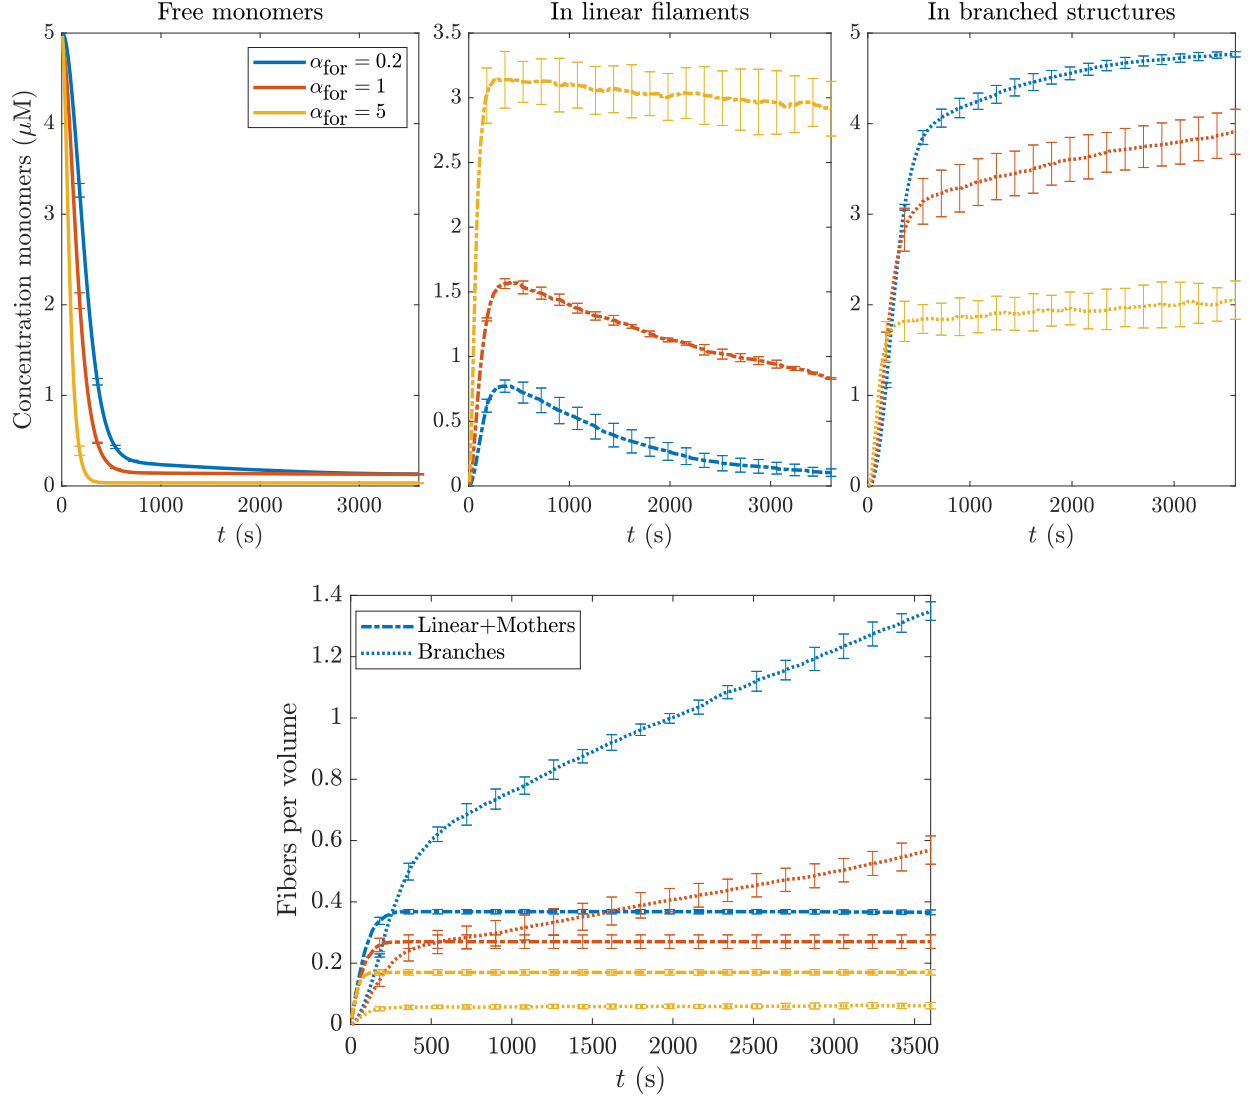 Free monomers
In linear filaments
In branched structures
Concentration monomers (μM)
5
4
3
2
1
0
α_for = 0.2
α_for = 1
α_for = 5
0 1000 2000 3000
t (s)
3.5
3
2.5
2
1.5
1
0.5
0
0 1000 2000 3000
t (s)
5
4
3
2
1
0
0 1000 2000 3000
t (s)
Fibers per volume
1.4
1.2
1
0.8
0.6
0.4
0.2
0
Linear+Mothers
Branches
0 500 1000 1500 2000 2500 3000 3500
t (s)